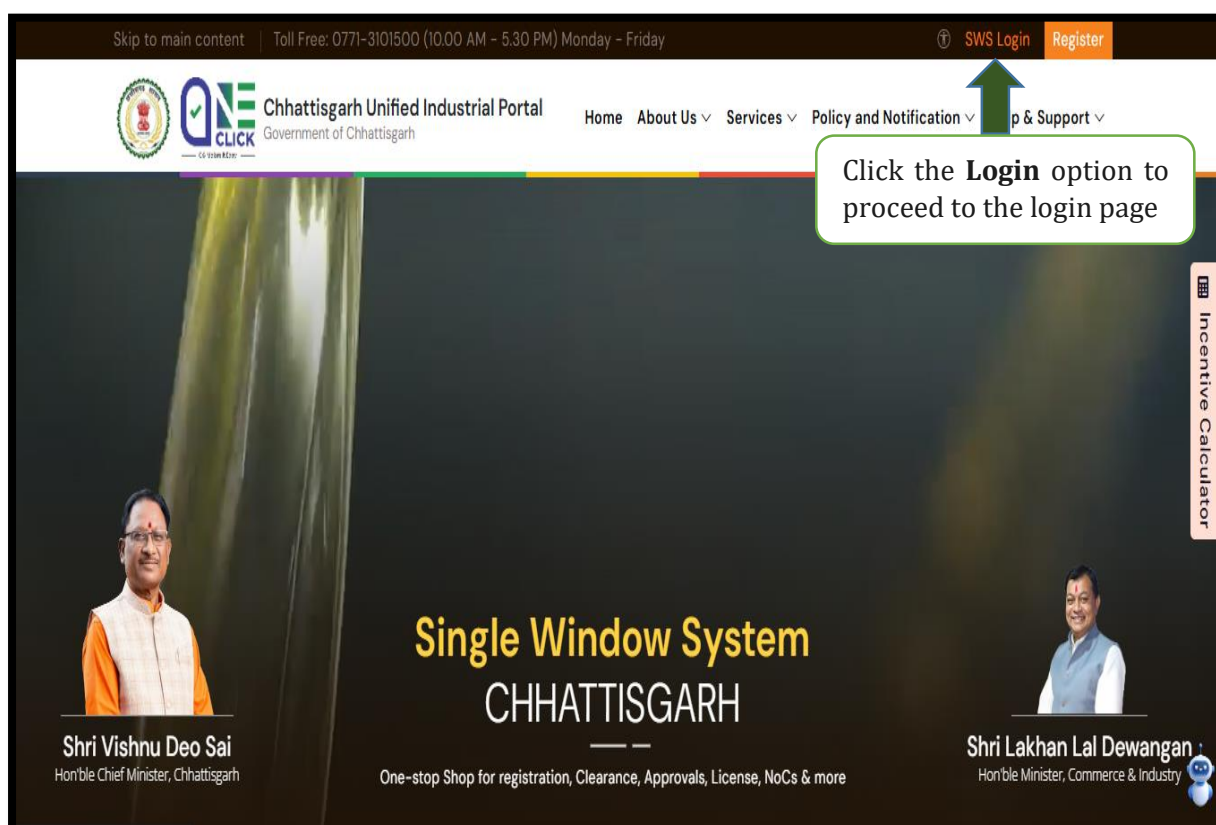 Skip to main content | Toll Free: 0771-3101500 (10.00 AM - 5.30 PM) Monday - Friday SWS Login Register
ONE
CLICK
Chhattisgarh Unified Industrial Portal
Government of Chhattisgarh
Home About Us Services Policy and Notification p & Support
Click the Login option to
proceed to the login page
Incentive Calculator
Single Window System
CHHATTISGARH
One-stop Shop for registration, Clearance, Approvals, License, NoCs & more
Shri Vishnu Deo Sai
Hon'ble Chief Minister, Chhattisgarh
Shri Lakhan Lal Dewangan
Hon'ble Minister, Commerce & Industry